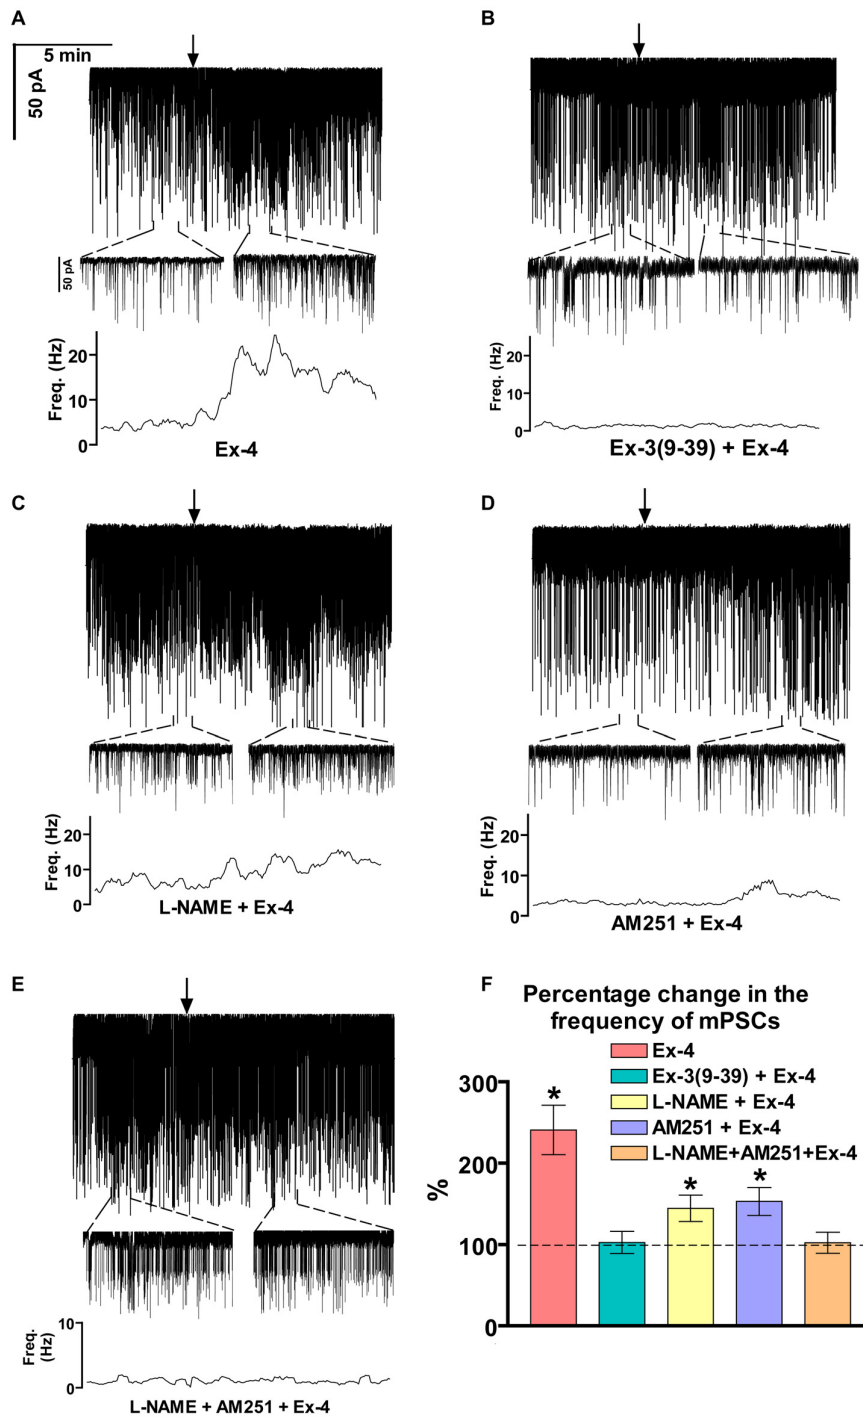 A
5 min
50 pA
50 pA
Freq. (Hz)
20
10
0
Ex-4
B
Freq. (Hz)
20
10
0
Ex-3(9-39) + Ex-4
C
Freq. (Hz)
20
10
0
L-NAME + Ex-4
D
Freq. (Hz)
20
10
0
AM251 + Ex-4
E
Freq.
(Hz)
10
0
L-NAME + AM251 + Ex-4
F
Percentage change in the
frequency of mPSCs
Ex-4
Ex-3(9-39) + Ex-4
L-NAME + Ex-4
AM251 + Ex-4
L-NAME+AM251+Ex-4
%
300
200
100
0
*
*
*